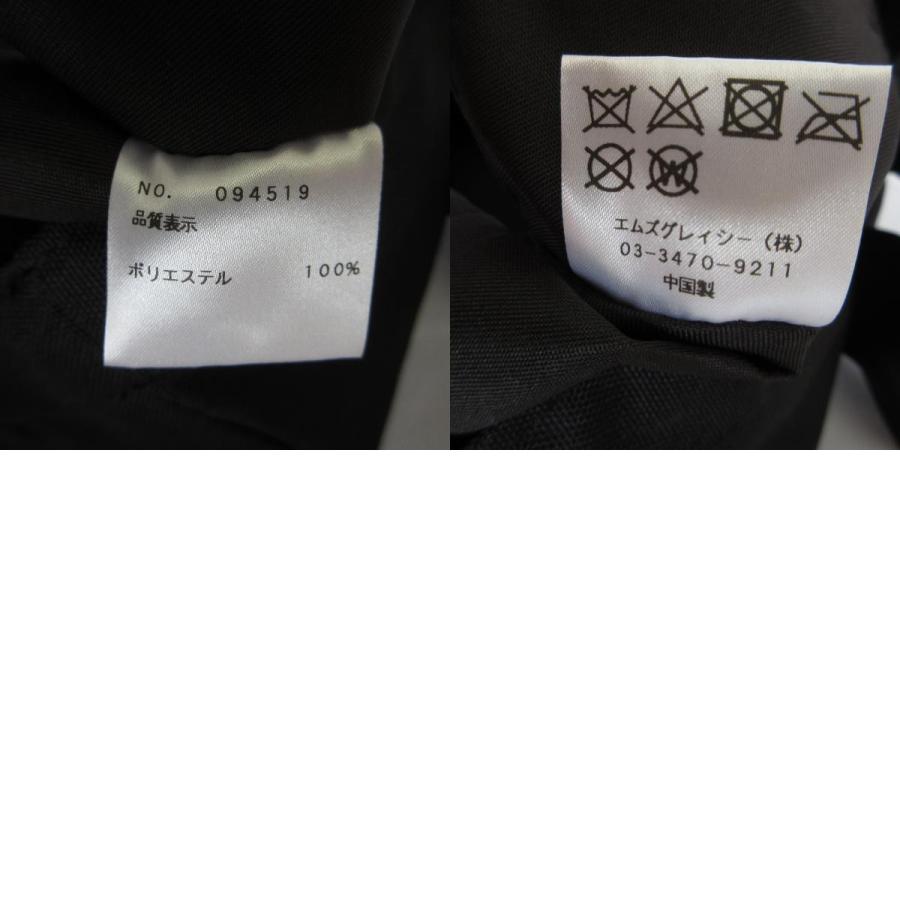 NO. 094519
品質表示
ポリエステル 100%
エムズグレイシー(株)
03-3470-9211
中国製